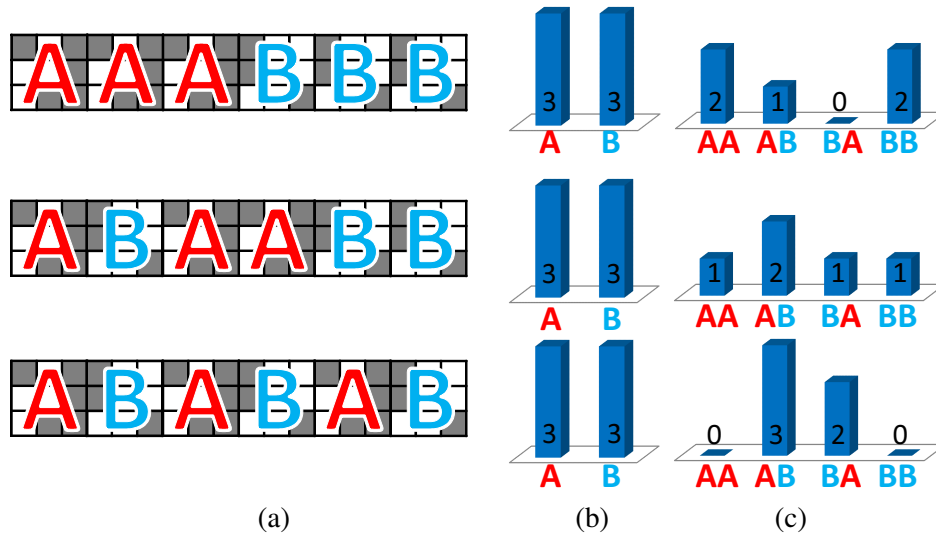 A A A B B B
3 3
A B
2 1 0 2
AA AB BA BB
A B A A B B
3 3
A B
1 2 1 1
AA AB BA BB
A B A B A B
3 3
A B
0 3 2 0
AA AB BA BB
(a) (b) (c)